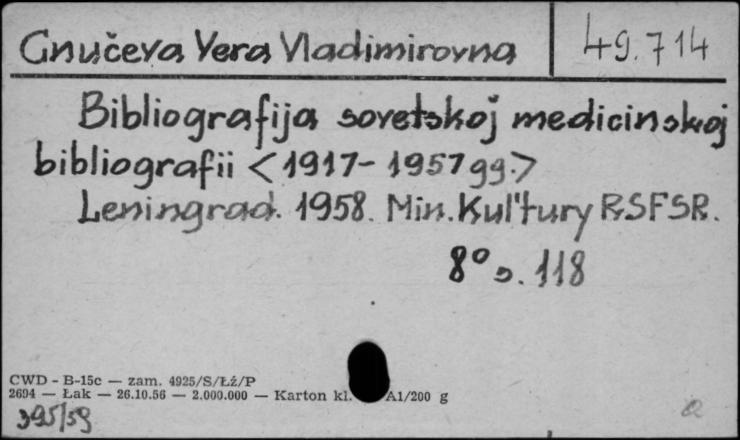 Gnučeva Vera Vladimirovna 49.714
Bibliografija sovetskoj medicinskoj
bibliografii <1917-1957gg.>
Leningrad. 1958. Min. Kul'tury RSFSR.
8° s. 118
CWD - B-15c — zam. 4925/S/Łź/P
2694 — Łak — 26.10.56 — 2.000.000 — Karton kl. A1/200 g
395/59